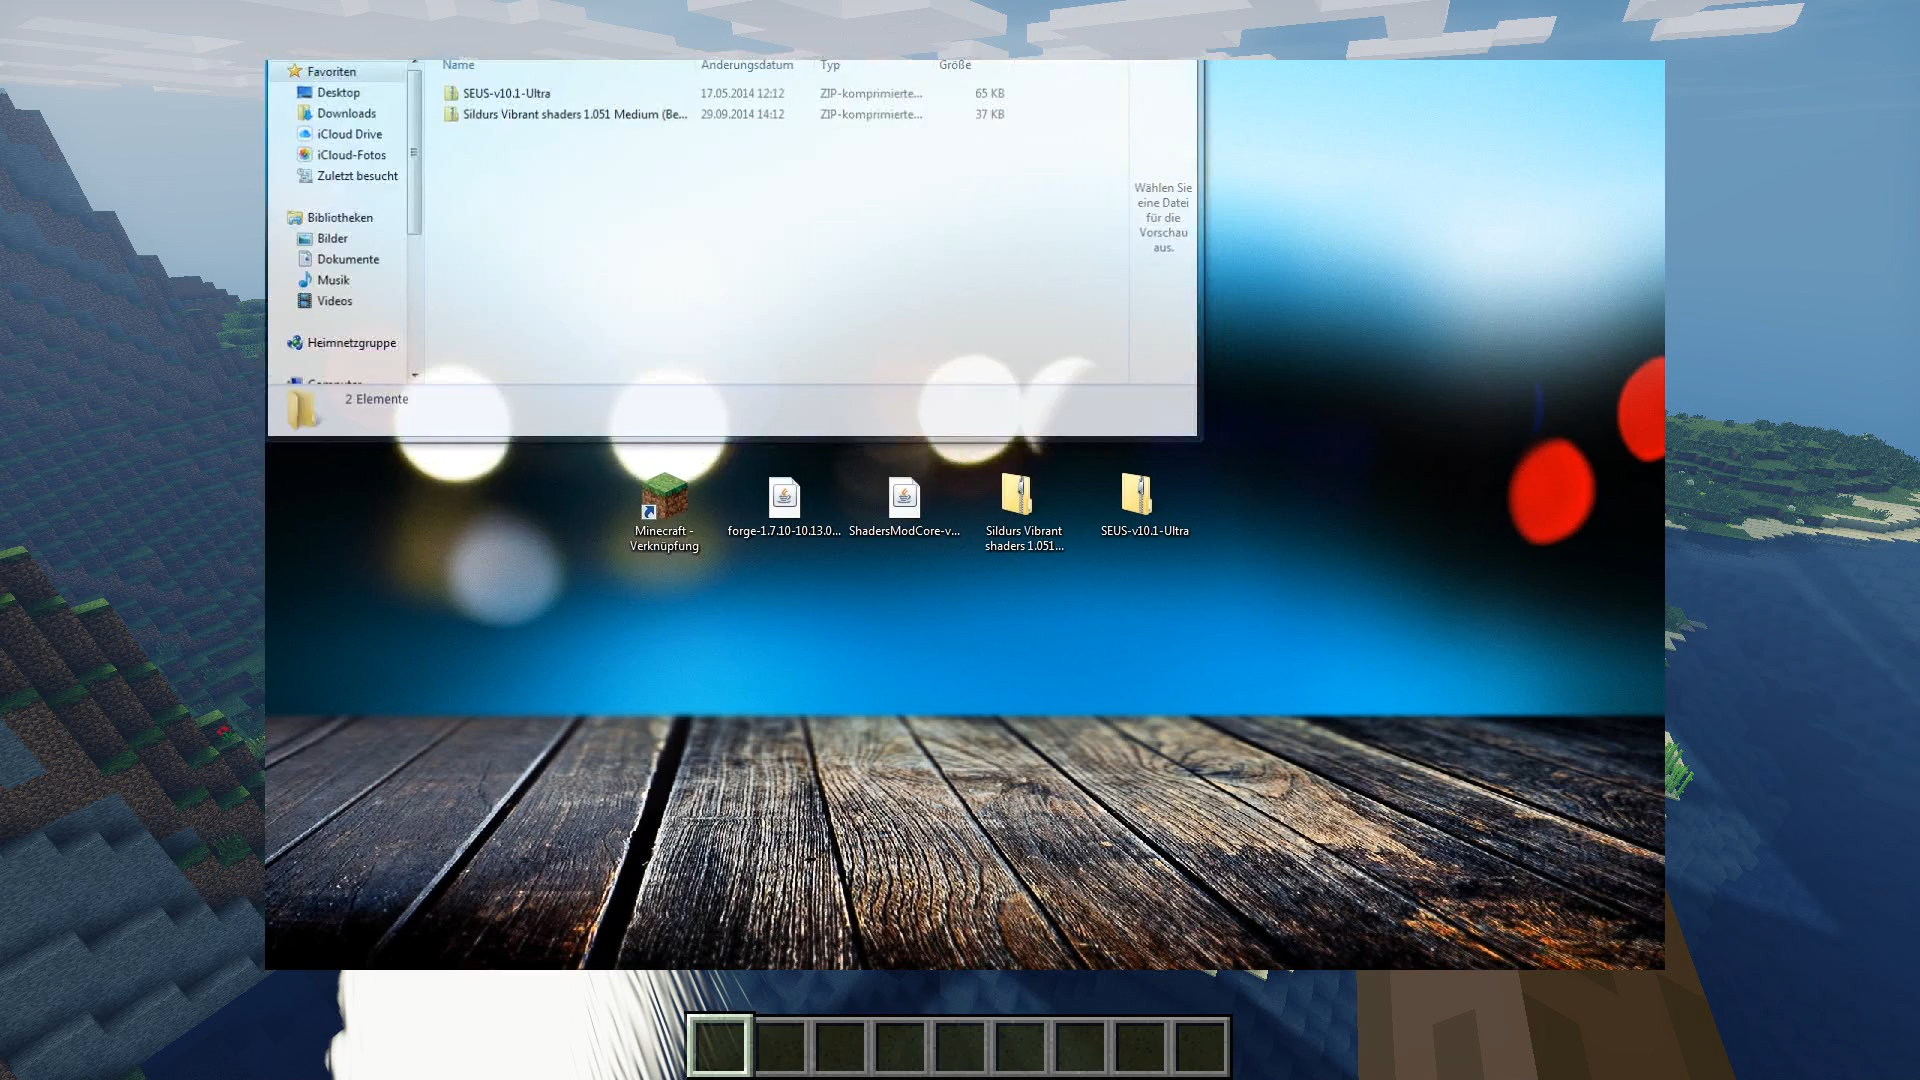 Name Änderungsdatum Typ Größe
Favoriten
Desktop
Downloads
iCloud Drive
iCloud-Fotos
Zuletzt besucht
Bibliotheken
Bilder
Dokumente
Musik
Videos
Heimnetzgruppe
SEUS-v10.1-Ultra 17.05.2014 12:12 ZIP-komprimierte... 65 KB
Sildurs Vibrant shaders 1.051 Medium (Be... 29.09.2014 14:12 ZIP-komprimierte... 37 KB
Wählen Sie
eine Datei
für die
Vorschau
aus.
2 Elemente
Minecraft -
Verknüpfung
forge-1.7.10-10.13.0...
ShadersModCore-v...
Sildurs Vibrant
shaders 1.051...
SEUS-v10.1-Ultra